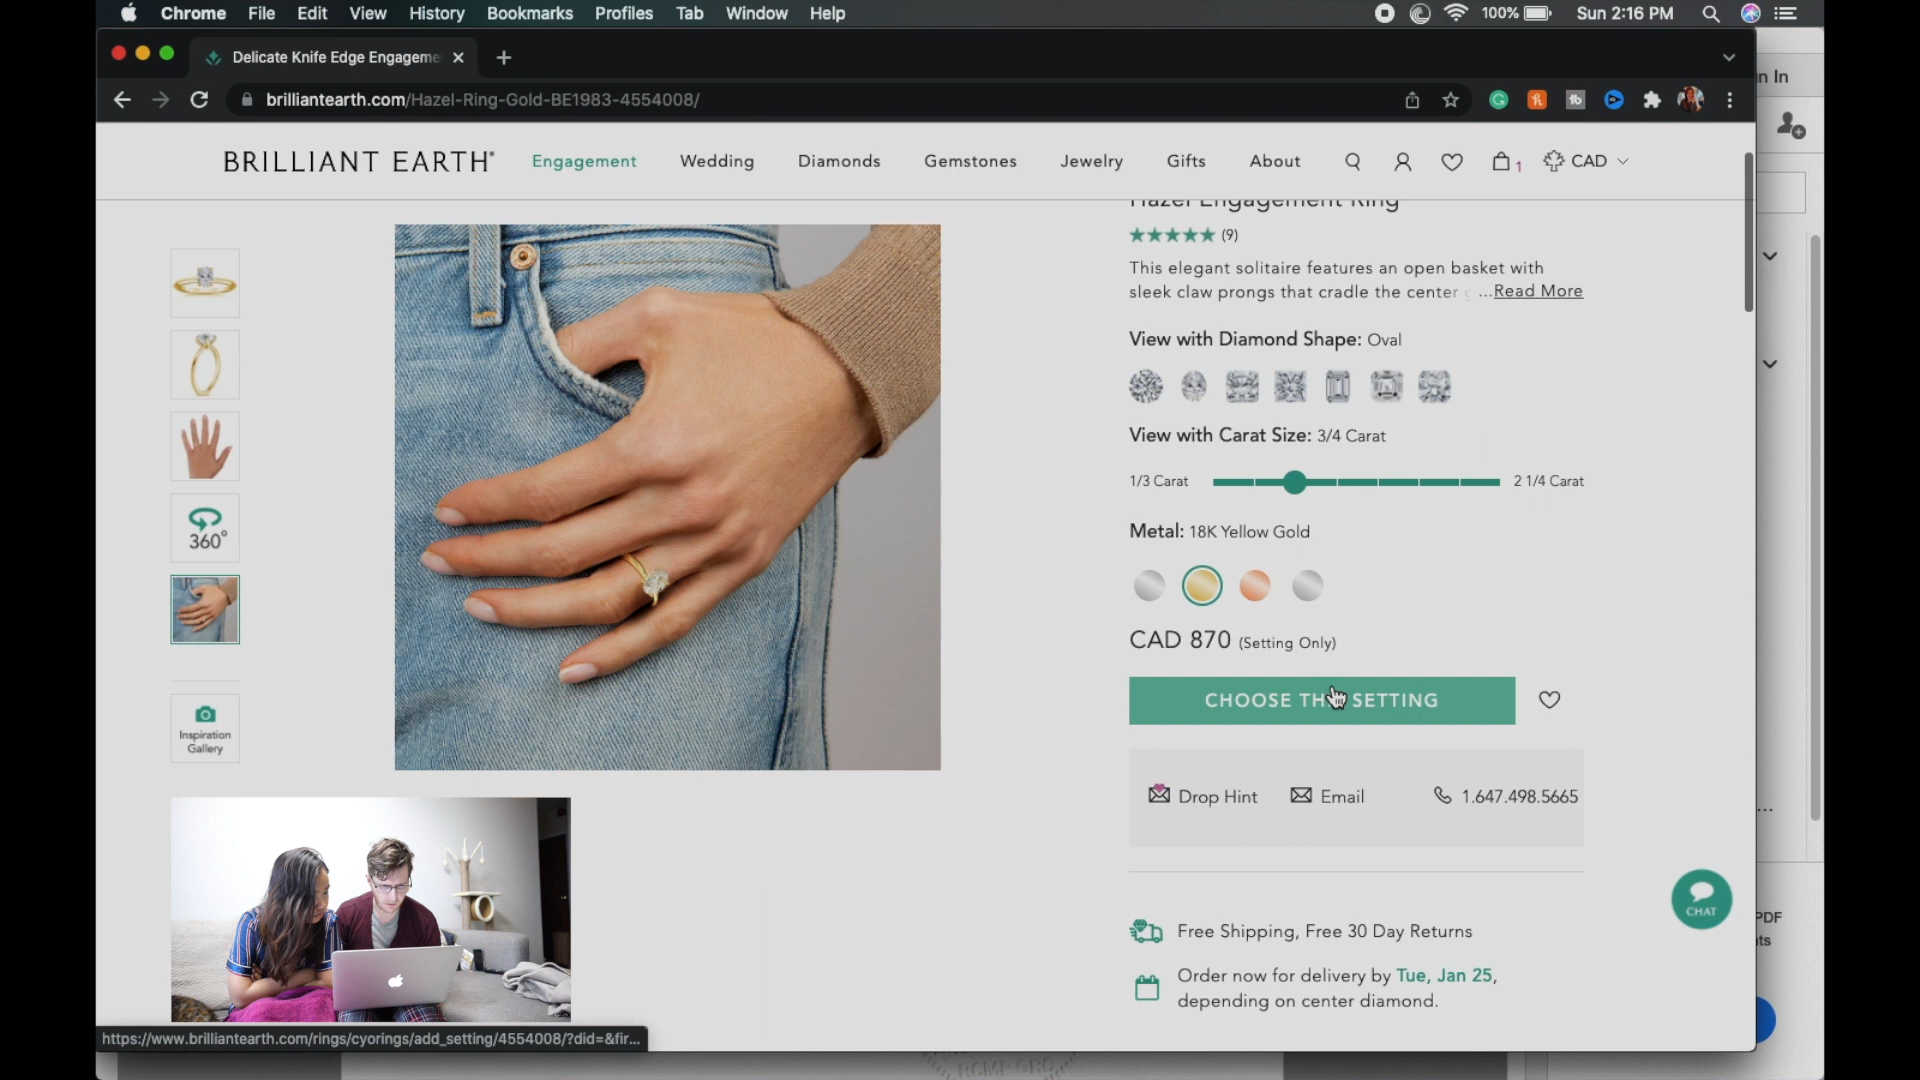 Chrome File Edit View History Bookmarks Profiles Tab Window Help 100% Sun 2:16 PM
Delicate Knife Edge Engageme
n In
brilliantearth.com/Hazel-Ring-Gold-BE1983-4554008/
BRILLIANT EARTH Engagement Wedding Diamonds Gemstones Jewelry Gifts About 1 CAD
Hazel Engagement Ring
(9)
This elegant solitaire features an open basket with
sleek claw prongs that cradle the center ...Read More
View with Diamond Shape: Oval
View with Carat Size: 3/4 Carat
1/3 Carat 2 1/4 Carat
360°
Metal: 18K Yellow Gold
CAD 870 (Setting Only)
CHOOSE THIS SETTING
Inspiration
Gallery
Drop Hint Email 1.647.498.5665
...
CHAT
PDF
Free Shipping, Free 30 Day Returns
Order now for delivery by Tue, Jan 25,
depending on center diamond.
https://www.brilliantearth.com/rings/cyorings/add_setting/4554008/?did=&fir...